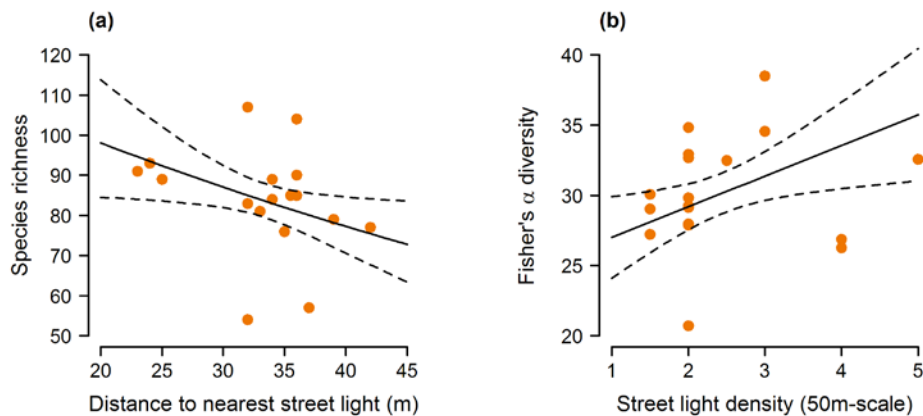 (a)
Species richness
120
110
100
90
80
70
60
50
20 25 30 35 40 45
Distance to nearest street light (m)
(b)
Fisher's α diversity
40
35
30
25
20
1 2 3 4 5
Street light density (50m-scale)